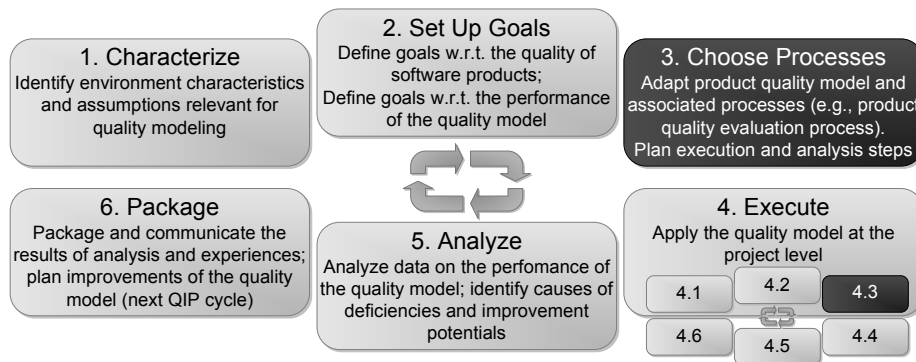 1. Characterize
Identify environment characteristics
and assumptions relevant for
quality modeling
2. Set Up Goals
Define goals w.r.t. the quality of
software products;
Define goals w.r.t. the performance
of the quality model
3. Choose Processes
Adapt product quality model and
associated processes (e.g., product
quality evaluation process).
Plan execution and analysis steps
6. Package
Package and communicate the
results of analysis and experiences;
plan improvements of the quality
model (next QIP cycle)
5. Analyze
Analyze data on the perfomance of
the quality model; identify causes of
deficiencies and improvement
potentials
4. Execute
Apply the quality model at the
project level
4.1
4.2
4.3
4.6
4.5
4.4